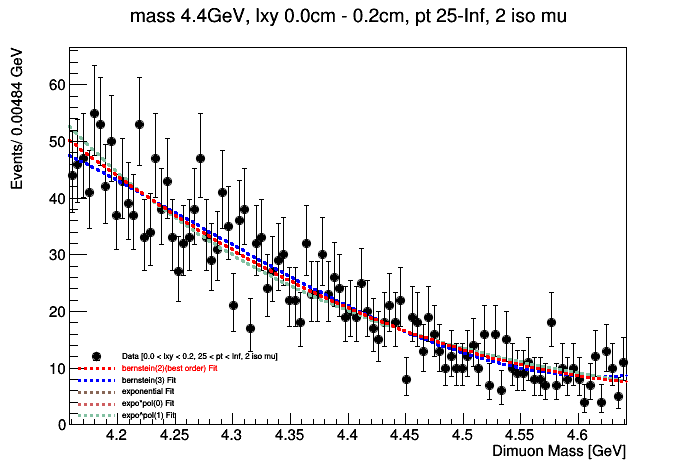 mass 4.4GeV, lxy 0.0cm - 0.2cm, pt 25-Inf, 2 iso mu
Events/ 0.00484 GeV
60
50
40
30
20
10
0
Data [0.0 < lxy < 0.2, 25 < pt < Inf, 2 iso mu]
bernstein(2)(best order) Fit
bernstein(3) Fit
exponential Fit
expo*pol(0) Fit
expo*pol(1) Fit
4.2 4.25 4.3 4.35 4.4 4.45 4.5 4.55 4.6
Dimuon Mass [GeV]